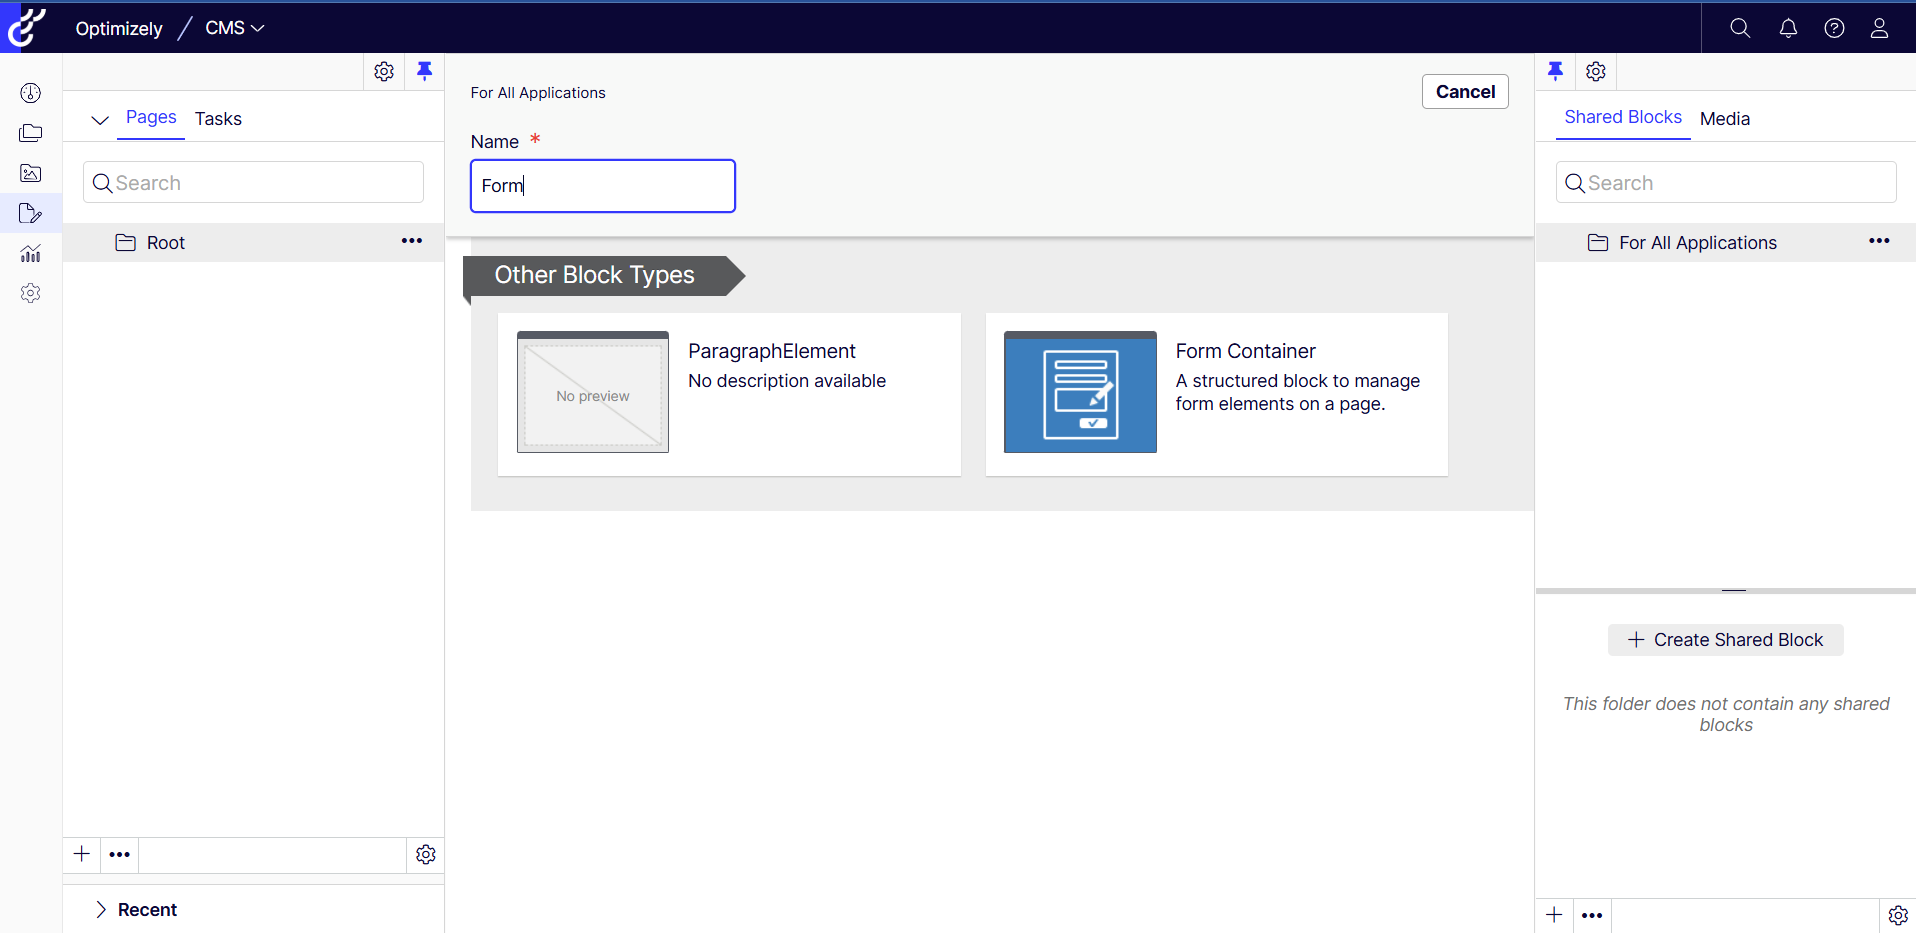 Optimizely
CMS
Pages
Tasks
Search
Root
Recent
For All Applications
Cancel
Name *
Form
Other Block Types
No preview
ParagraphElement
No description available
Form Container
A structured block to manage
form elements on a page.
Shared Blocks
Media
Search
For All Applications
Create Shared Block
This folder does not contain any shared
blocks